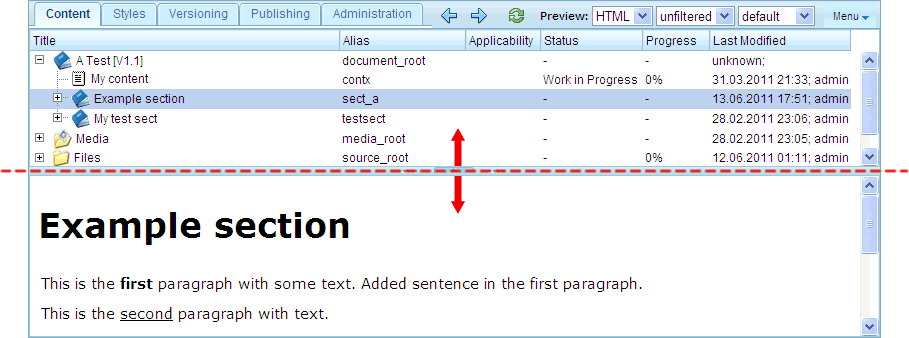 Content Styles Versioning Publishing Administration Preview: HTML unfiltered default Menu
Title Alias Applicability Status Progress Last Modified
A Test [V1.1] document_root - - unknown;
My content contx Work in Progress 0% 31.03.2011 21:33; admin
Example section sect_a - - 13.06.2011 17:51; admin
My test sect testsect - - 28.02.2011 23:06; admin
Media media_root - - 28.02.2011 23:05; admin
Files source_root - 0% 12.06.2011 01:11; admin
Example section
This is the first paragraph with some text. Added sentence in the first paragraph.
This is the second paragraph with text.